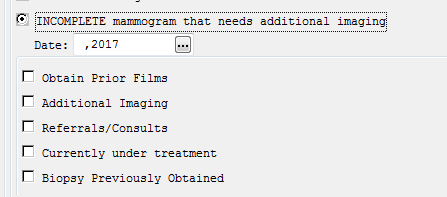 INCOMPLETE mammogram that needs additional imaging
Date: ,2017 ...
Obtain Prior Films
Additional Imaging
Referrals/Consults
Currently under treatment
Biopsy Previously Obtained